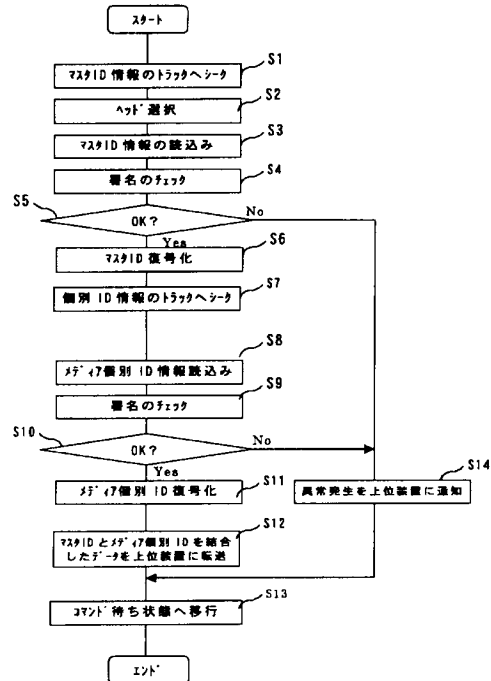 スタート
S1
マスタID 情報のトラックへシーク
S2
ヘッド選択
S3
マスタID 情報の読込み
S4
署名のチェック
S5
OK?
No
Yes
S6
マスタID 復号化
S7
個別 ID 情報のトラックへシーク
S8
メディア個別 ID 情報読込み
S9
署名のチェック
S10
OK?
No
Yes
S11
メディア個別 ID 復号化
S14
異常発生を上位装置に通知
S12
マスタID とメディア個別 ID を結合
したデータを上位装置に転送
S13
コマンド待ち状態へ移行
エンド